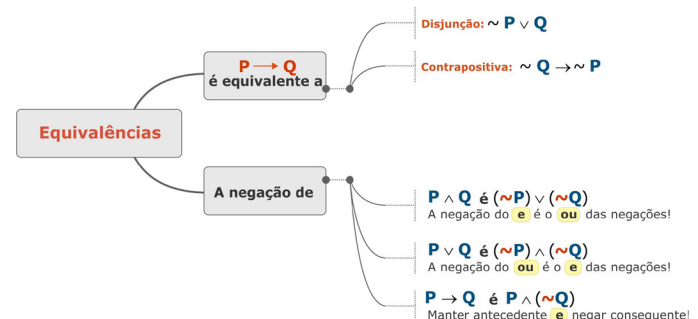 Equivalências
P → Q
é equivalente a
Disjunção: ~ P ∨ Q
Contrapositiva: ~ Q → ~ P
A negação de
P ∧ Q é (~P) ∨ (~Q)
A negação do e é o ou das negações!
P ∨ Q é (~P) ∧ (~Q)
A negação do ou é o e das negações!
P → Q é P ∧ (~Q)
Manter antecedente e negar consequente!